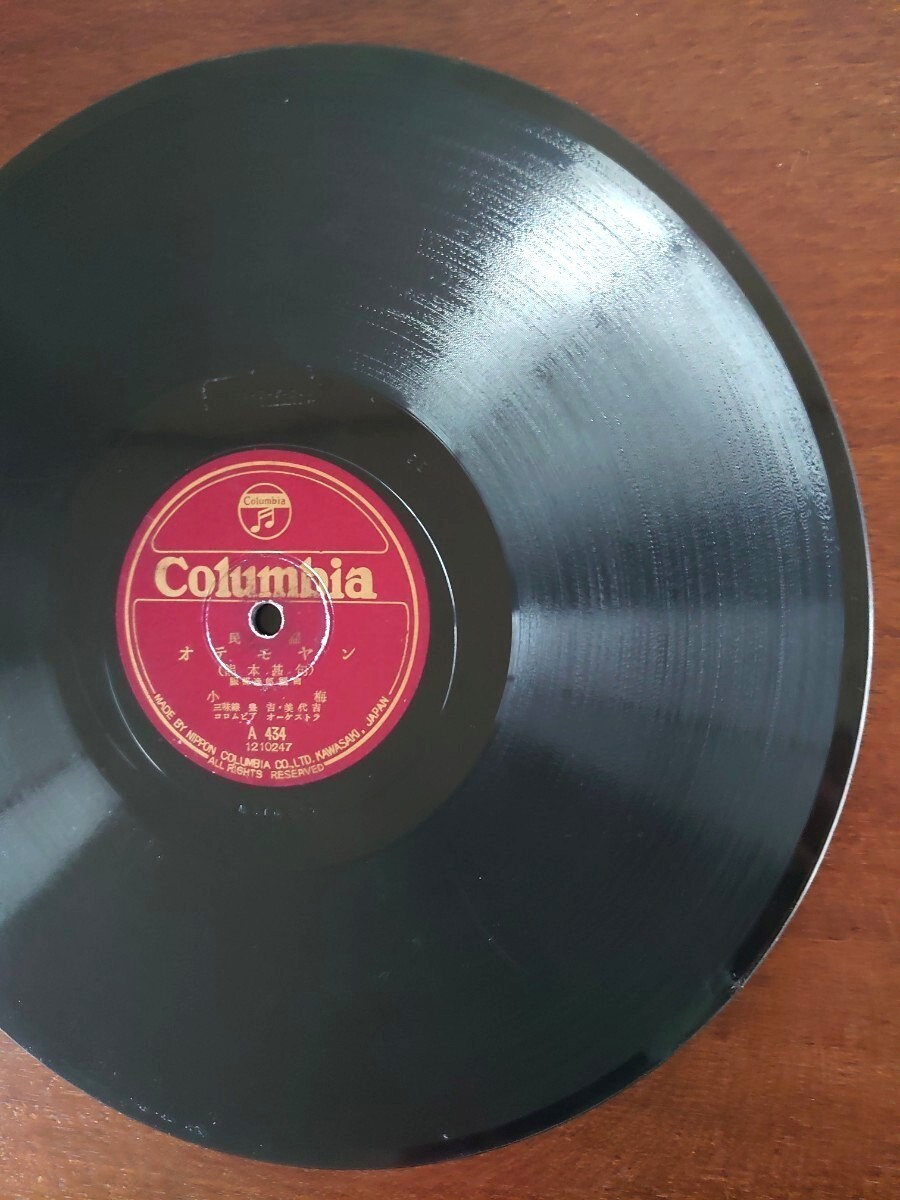 Columbia
Columbia
民謡
オテモヤン
(熊本甚句)
小梅
三味線 豊吉・美代吉
コロムビア オーケストラ
A 434
1210247
MADE BY NIPPON COLUMBIA CO., LTD. KAWASAKI, JAPAN
ALL RIGHTS RESERVED